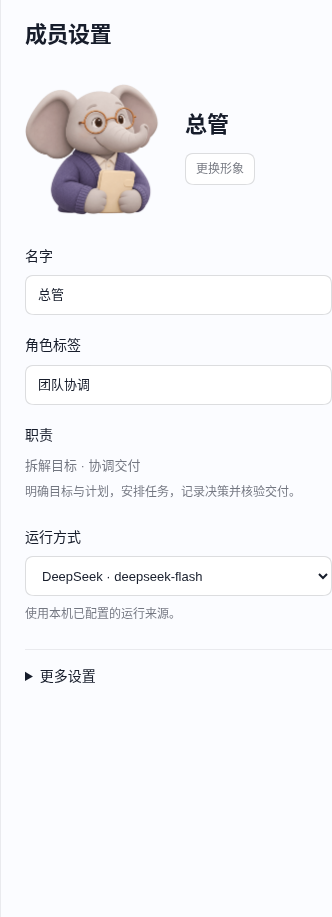 成员设置
总管
更换形象
名字
总管
角色标签
团队协调
职责
拆解目标 · 协调交付
明确目标与计划，安排任务，记录决策并核验交付。
运行方式
DeepSeek · deepseek-flash
使用本机已配置的运行来源。
更多设置